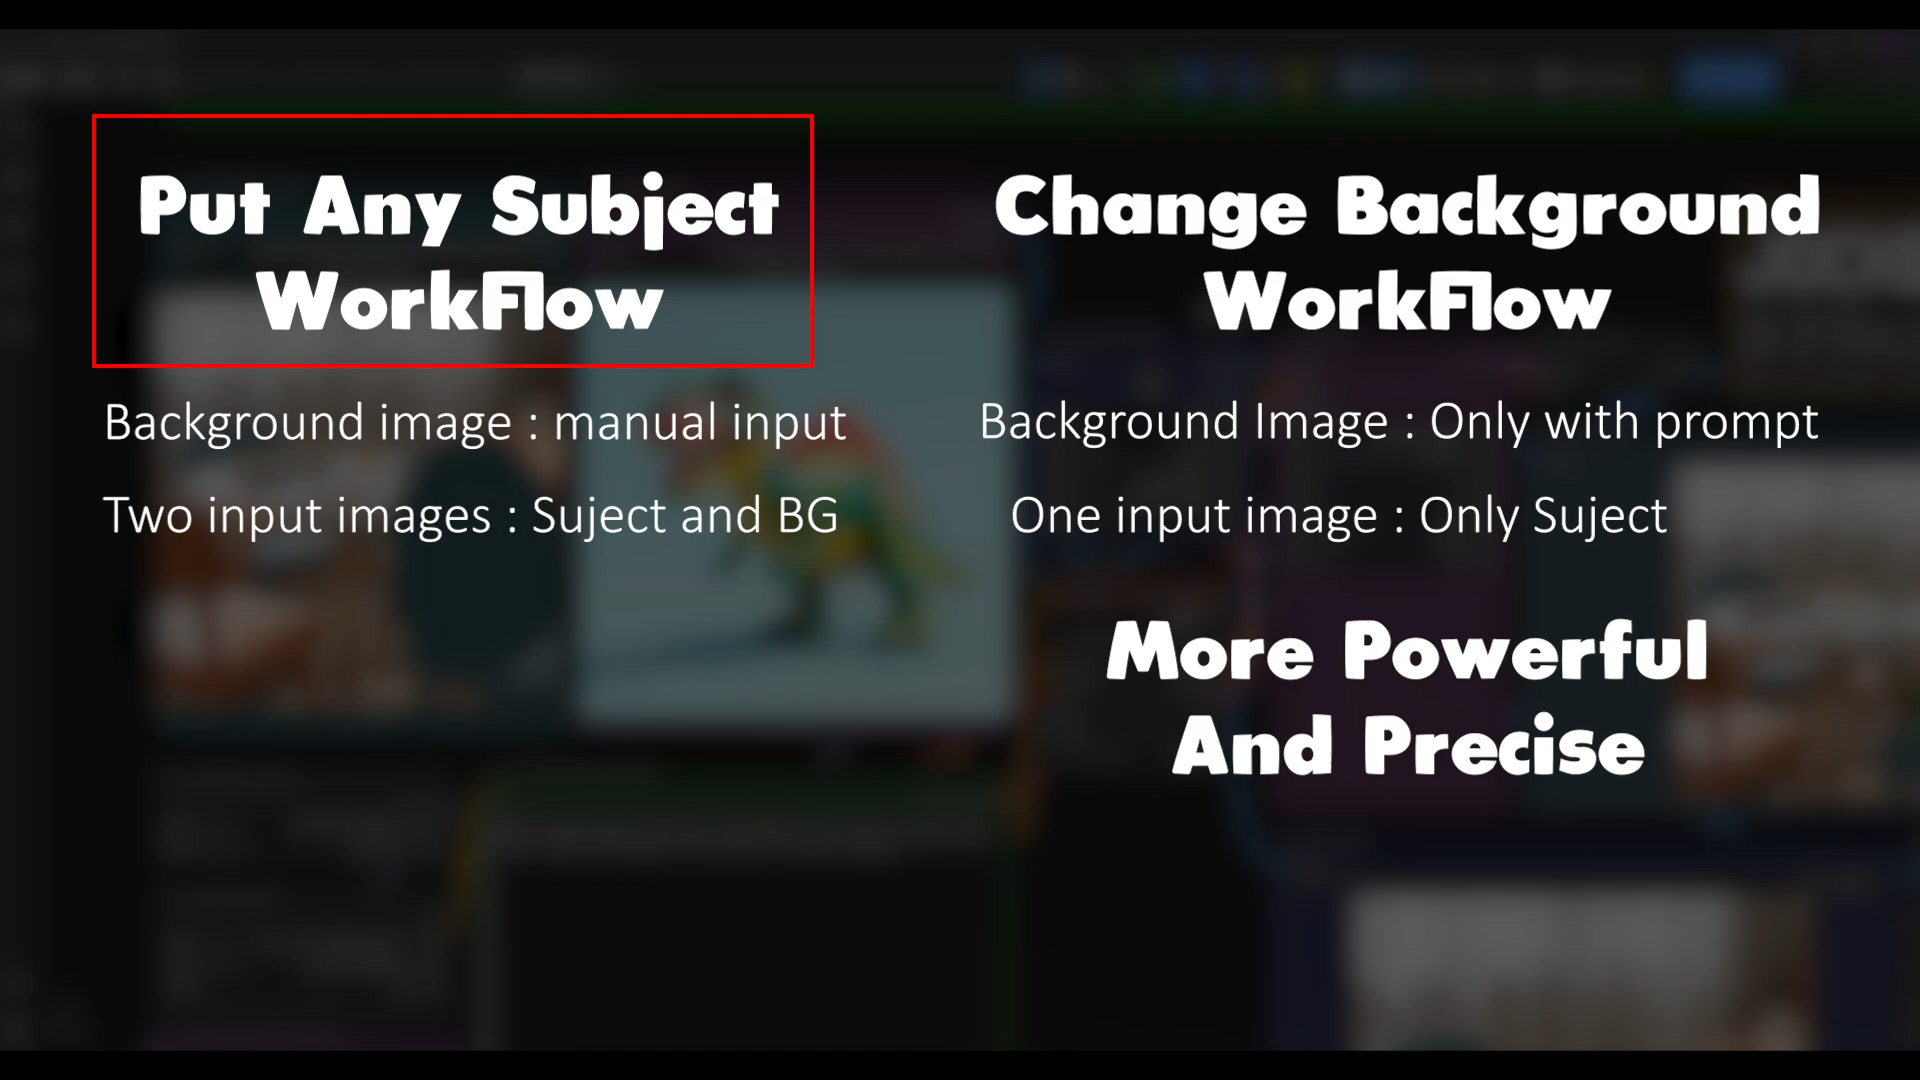 Put Any Subject
WorkFlow
Background image : manual input
Two input images : Suject and BG
Change Background
WorkFlow
Background Image : Only with prompt
One input image : Only Suject
More Powerful
And Precise